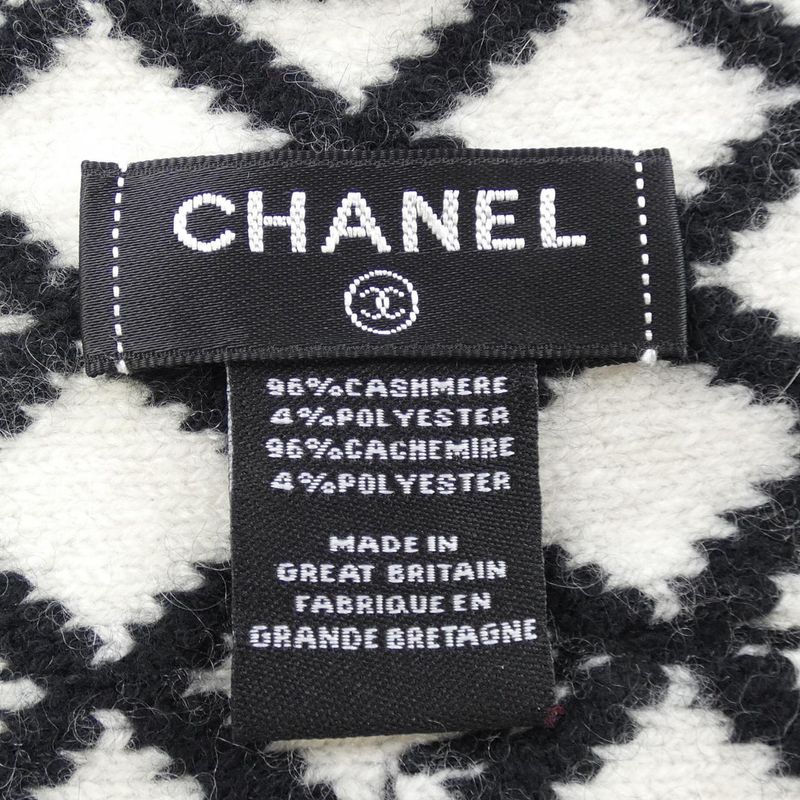 CHANEL
96%CASHMERE
4%POLYESTER
96%CACHEMIRE
4%POLYESTER
MADE IN
GREAT BRITAIN
FABRIQUE EN
GRANDE BRETAGNE